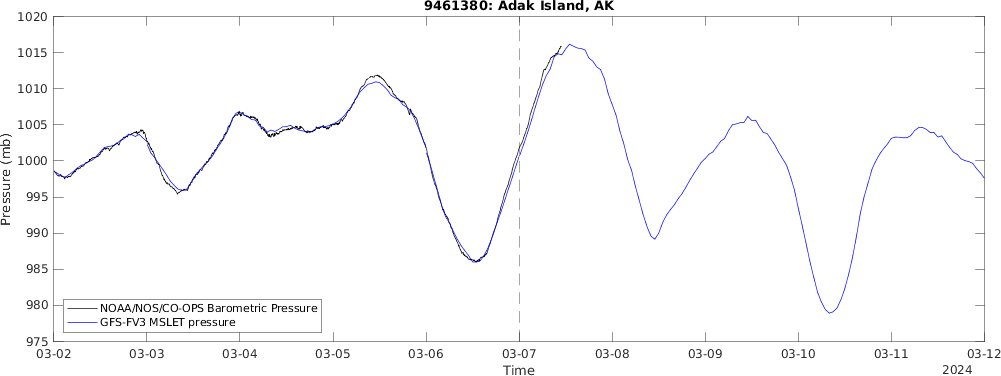 9461380: Adak Island, AK
1020
1015
1010
1005
1000
995
990
985
980
975
Pressure (mb)
NOAA/NOS/CO-OPS Barometric Pressure
GFS-FV3 MSLET pressure
03-02 03-03 03-04 03-05 03-06 03-07 03-08 03-09 03-10 03-11 03-12
Time
2024